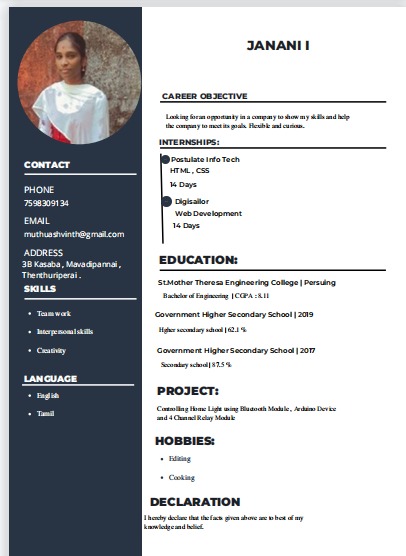 JANANI I
CONTACT
PHONE
7598309134
EMAIL
muthuashvinth@gmail.com
ADDRESS
3B Kasaba , Mavadipannai ,
Thenthuriperai .
SKILLS
Team work
Interpersonal skills
Creativity
LANGUAGE
English
Tamil
CAREER OBJECTIVE
Looking for an opportunity in a company to show my skills and help
the company to meet its goals. Flexible and curious.
INTERNSHIPS:
Postulate Info Tech
HTML , CSS
14 Days
Digisailor
Web Development
14 Days
EDUCATION:
St.Mother Theresa Engineering College | Persuing
Bachelor of Engineering | CGPA : 8.11
Government Higher Secondary School | 2019
Hgher secondary school | 62.1 %
Government Higher Secondary School | 2017
Secondary school | 87.5 %
PROJECT:
Controlling Home Light using Bluetooth Module , Arduino Device
and 4 Channel Relay Module
HOBBIES:
Editing
Cooking
DECLARATION
I hereby declare that the facts given above are to best of my
knowledge and belief.